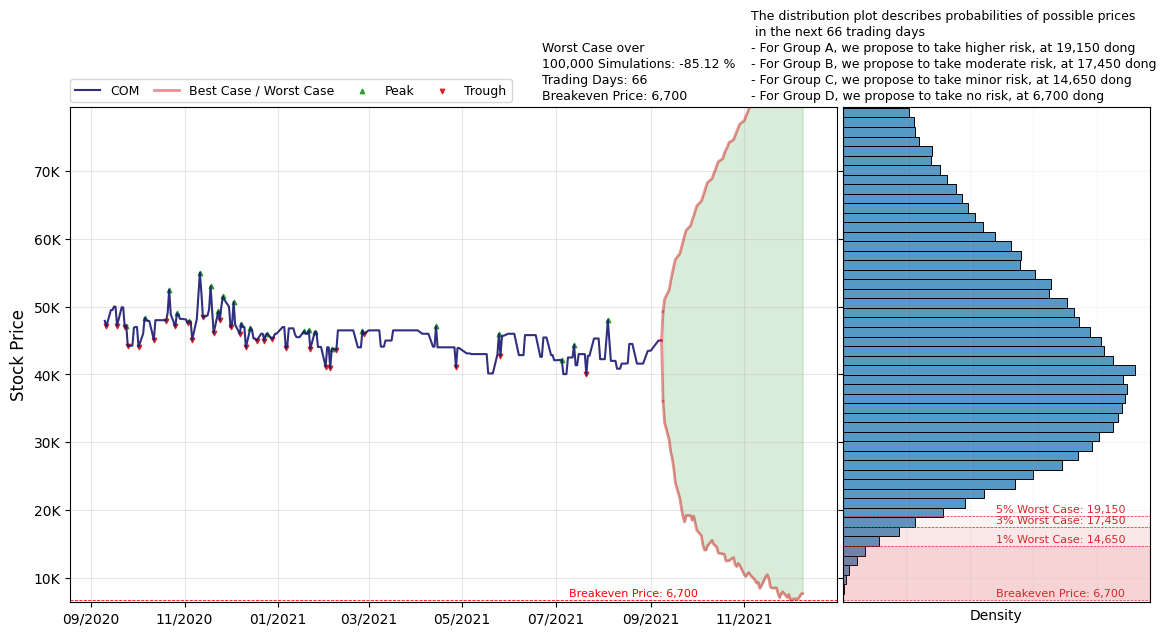 The distribution plot describes probabilities of possible prices
in the next 66 trading days
- For Group A, we propose to take higher risk, at 19,150 dong
- For Group B, we propose to take moderate risk, at 17,450 dong
- For Group C, we propose to take minor risk, at 14,650 dong
- For Group D, we propose to take no risk, at 6,700 dong
Worst Case over
100,000 Simulations: -85.12 %
Trading Days: 66
Breakeven Price: 6,700
COM
Best Case / Worst Case
Peak
Trough
Stock Price
70K
60K
50K
40K
30K
20K
10K
09/2020
11/2020
01/2021
03/2021
05/2021
07/2021
09/2021
11/2021
Breakeven Price: 6,700
5% Worst Case: 19,150
3% Worst Case: 17,450
1% Worst Case: 14,650
Breakeven Price: 6,700
Density